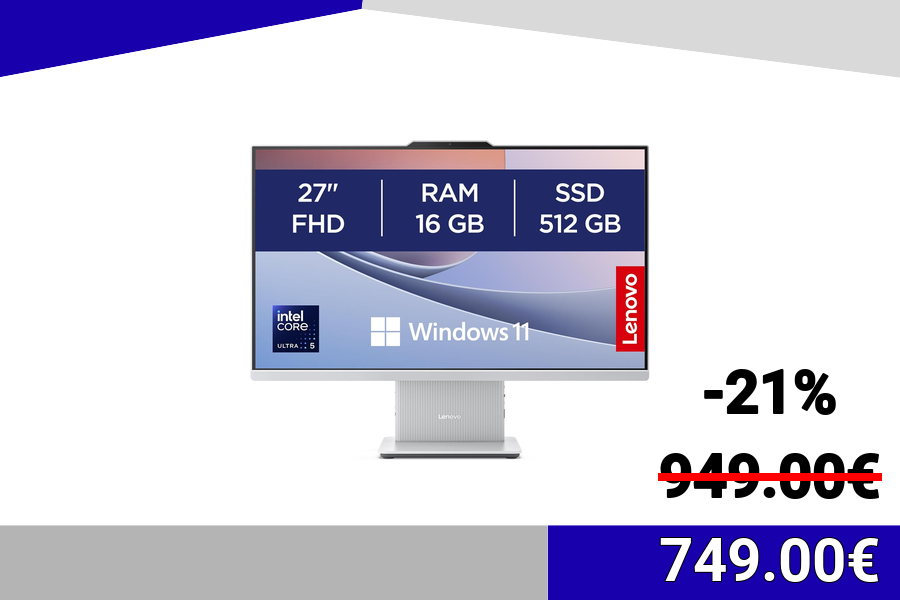 27"
FHD
RAM
16 GB
SSD
512 GB
Lenovo
intel
CORE
ULTRA 5
Windows 11
Lenovo
-21%
949.00€
749.00€